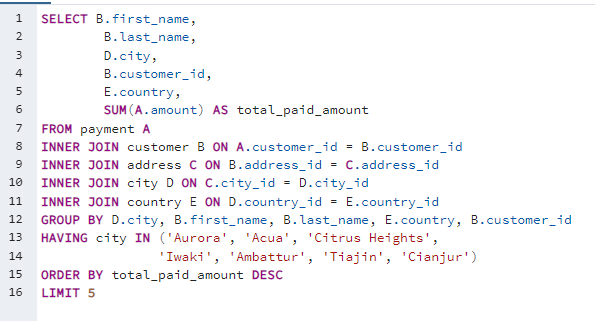 1 SELECT B.first_name,
2 B.last_name,
3 D.city,
4 B.customer_id,
5 E.country,
6 SUM(A.amount) AS total_paid_amount
7 FROM payment A
8 INNER JOIN customer B ON A.customer_id = B.customer_id
9 INNER JOIN address C ON B.address_id = C.address_id
10 INNER JOIN city D ON C.city_id = D.city_id
11 INNER JOIN country E ON D.country_id = E.country_id
12 GROUP BY D.city, B.first_name, B.last_name, E.country, B.customer_id
13 HAVING city IN ('Aurora', 'Acua', 'Citrus Heights',
14 'Iwaki', 'Ambattur', 'Tiajin', 'Cianjur')
15 ORDER BY total_paid_amount DESC
16 LIMIT 5